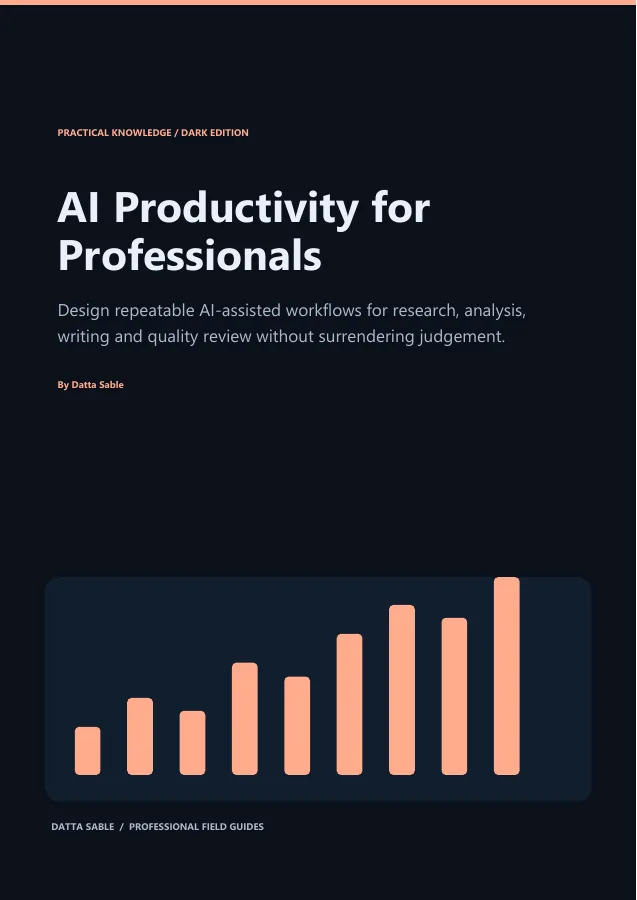 PRACTICAL KNOWLEDGE / DARK EDITION
AI Productivity for
Professionals
Design repeatable AI-assisted workflows for research, analysis,
writing and quality review without surrendering judgement.
By Datta Sable
DATTA SABLE / PROFESSIONAL FIELD GUIDES